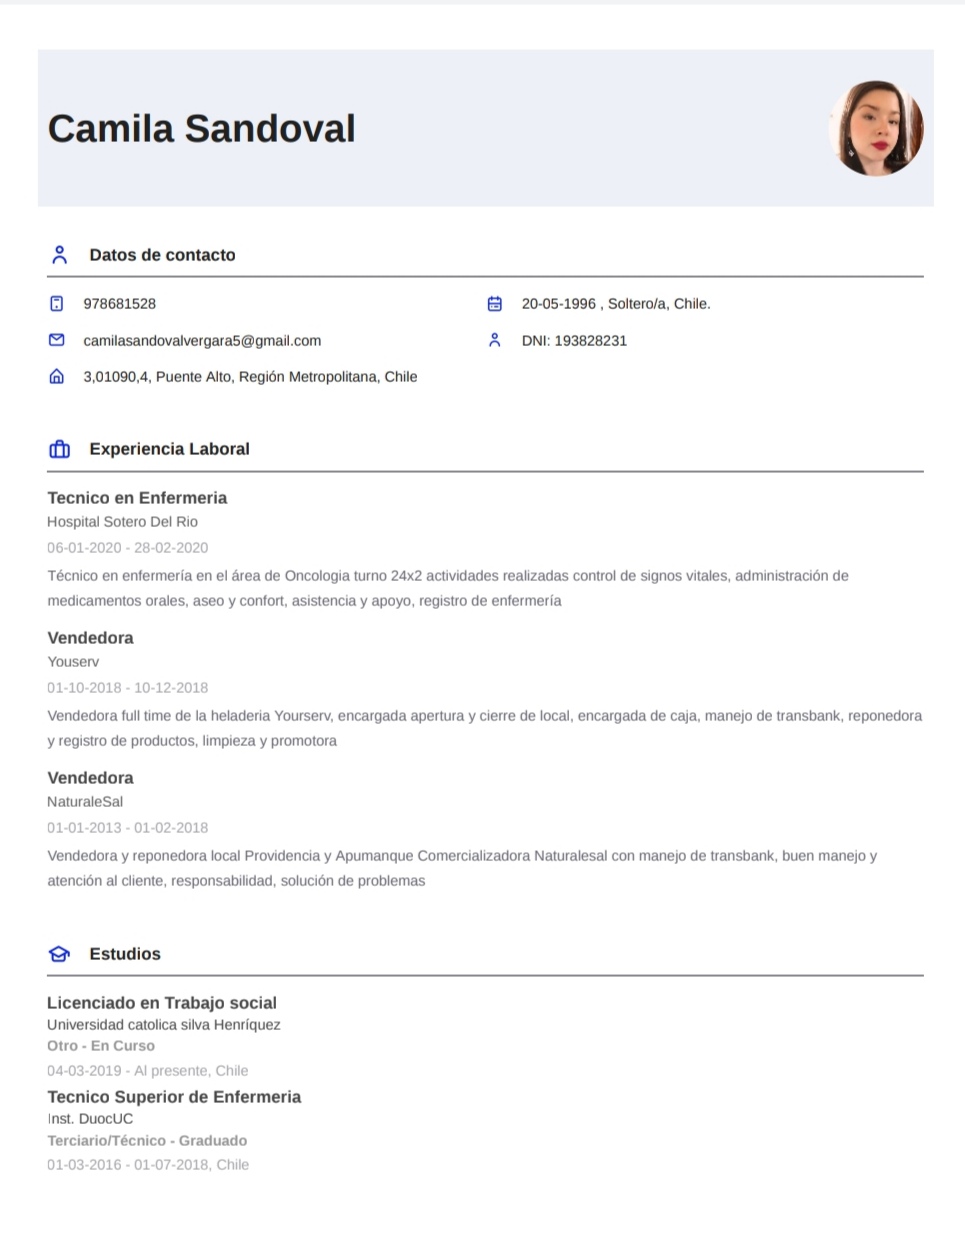 Camila Sandoval
Datos de contacto
978681528
20-05-1996 , Soltero/a, Chile.
camilasandovalvergara5@gmail.com
DNI: 193828231
3,01090,4, Puente Alto, Región Metropolitana, Chile
Experiencia Laboral
Tecnico en Enfermeria
Hospital Sotero Del Rio
06-01-2020 - 28-02-2020
Técnico en enfermería en el área de Oncologia turno 24x2 actividades realizadas control de signos vitales, administración de
medicamentos orales, aseo y confort, asistencia y apoyo, registro de enfermería
Vendedora
Youserv
01-10-2018 - 10-12-2018
Vendedora full time de la heladeria Yourserv, encargada apertura y cierre de local, encargada de caja, manejo de transbank, reponedora
y registro de productos, limpieza y promotora
Vendedora
NaturaleSal
01-01-2013 - 01-02-2018
Vendedora y reponedora local Providencia y Apumanque Comercializadora Naturalesal con manejo de transbank, buen manejo y
atención al cliente, responsabilidad, solución de problemas
Estudios
Licenciado en Trabajo social
Universidad catolica silva Henríquez
Otro - En Curso
04-03-2019 - Al presente, Chile
Tecnico Superior de Enfermeria
Inst. DuocUC
Terciario/Técnico - Graduado
01-03-2016 - 01-07-2018, Chile